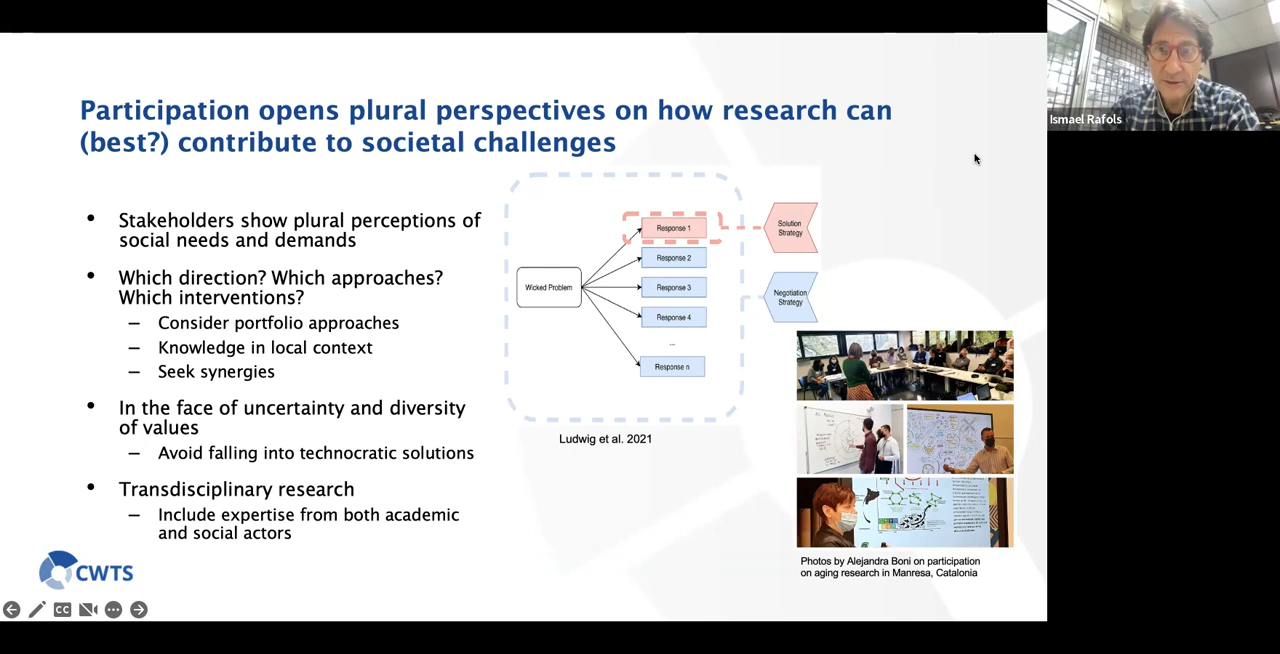 Participation opens plural perspectives on how research can
(best?) contribute to societal challenges
• Stakeholders show plural perceptions of
social needs and demands
• Which direction? Which approaches?
Which interventions?
– Consider portfolio approaches
– Knowledge in local context
– Seek synergies
• In the face of uncertainty and diversity
of values
– Avoid falling into technocratic solutions
• Transdisciplinary research
– Include expertise from both academic
and social actors
Wicked Problem
Response 1
Response 2
Response 3
Response 4
...
Response n
Solution
Strategy
Negotiation
Strategy
Ludwig et al. 2021
Photos by Alejandra Boni on participation
on aging research in Manresa, Catalonia
CWTS
CC
Ismael Rafols